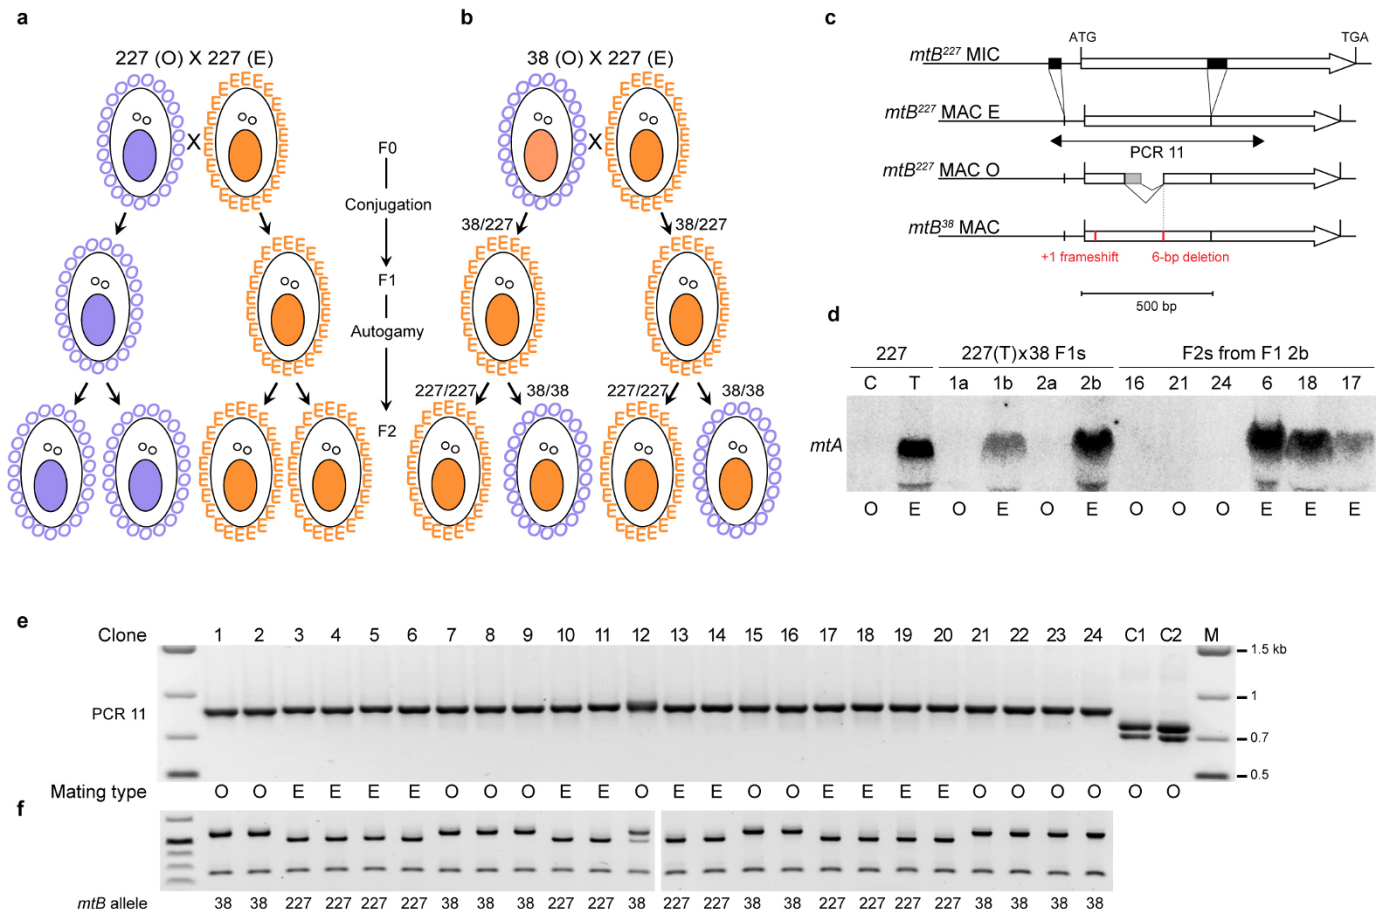 a
227 (O) X 227 (E)
X
F0
Conjugation
F1
Autogamy
F2
b
38 (O) X 227 (E)
X
38/227 38/227
227/227 38/38 227/227 38/38
c
ATG TGA
mtB227 MIC
mtB227 MAC E
PCR 11
mtB227 MAC O
mtB38 MAC
+1 frameshift 6-bp deletion
500 bp
d
227 227(T)x38 F1s F2s from F1 2b
C T 1a 1b 2a 2b 16 21 24 6 18 17
mtA
O E O E O E O O O E E E
e
Clone 1 2 3 4 5 6 7 8 9 10 11 12 13 14 15 16 17 18 19 20 21 22 23 24 C1 C2 M
1.5 kb
1
PCR 11
0.7
0.5
Mating type O O E E E E O O O E E O E E O O E E E E O O O O O O
f
mtB allele 38 38 227 227 227 227 38 38 38 227 227 38 227 227 38 38 227 227 227 227 38 38 38 38